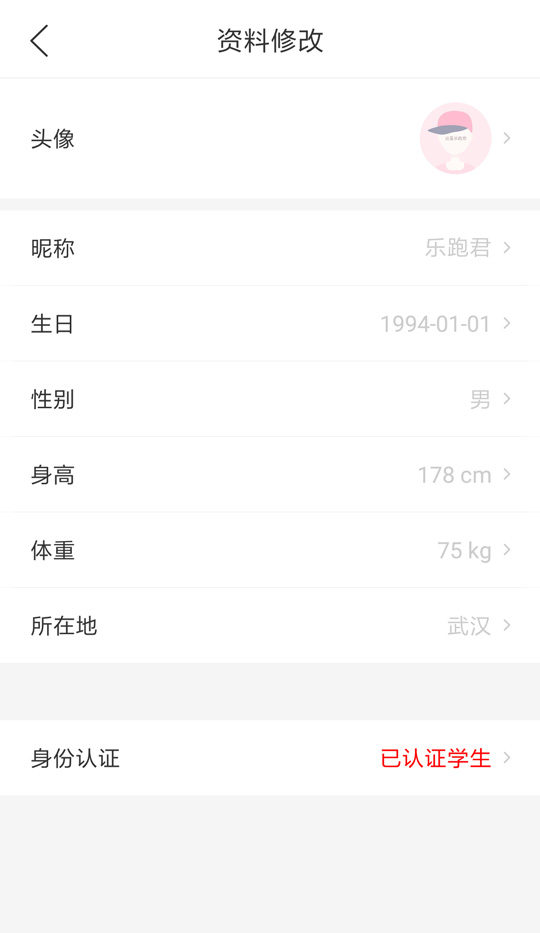 资料修改
头像
昵称 乐跑君
生日 1994-01-01
性别 男
身高 178 cm
体重 75 kg
所在地 武汉
身份认证 已认证学生